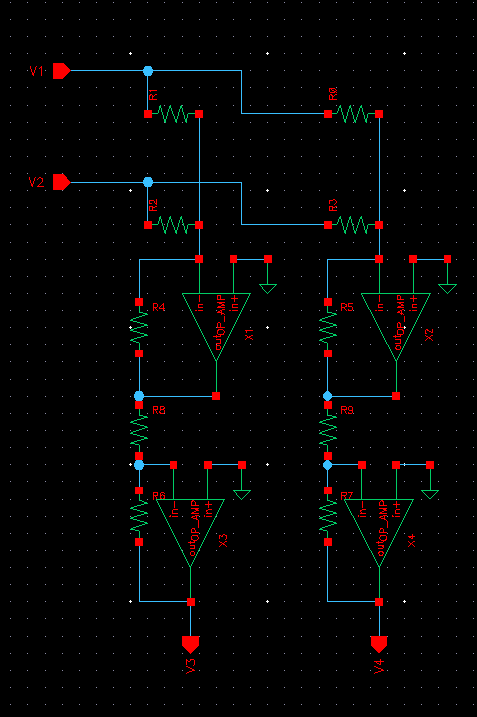 V1
R1
R0
V2
R2
R3
R4
in-
in+
OP_AMP
out
X1
R5
in-
in+
OP_AMP
out
X2
R8
R9
R6
in-
in+
OP_AMP
out
X3
R7
in-
in+
OP_AMP
out
X4
V3
V4